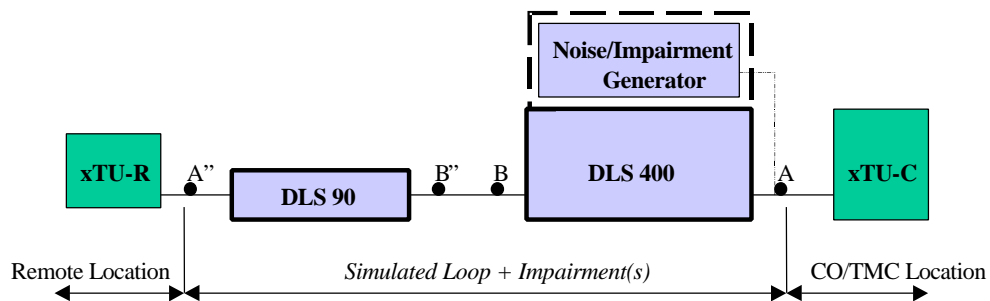 Noise/Impairment
Generator
xTU-R
A”
DLS 90
B”
B
DLS 400
A
xTU-C
Remote Location
Simulated Loop + Impairment(s)
CO/TMC Location